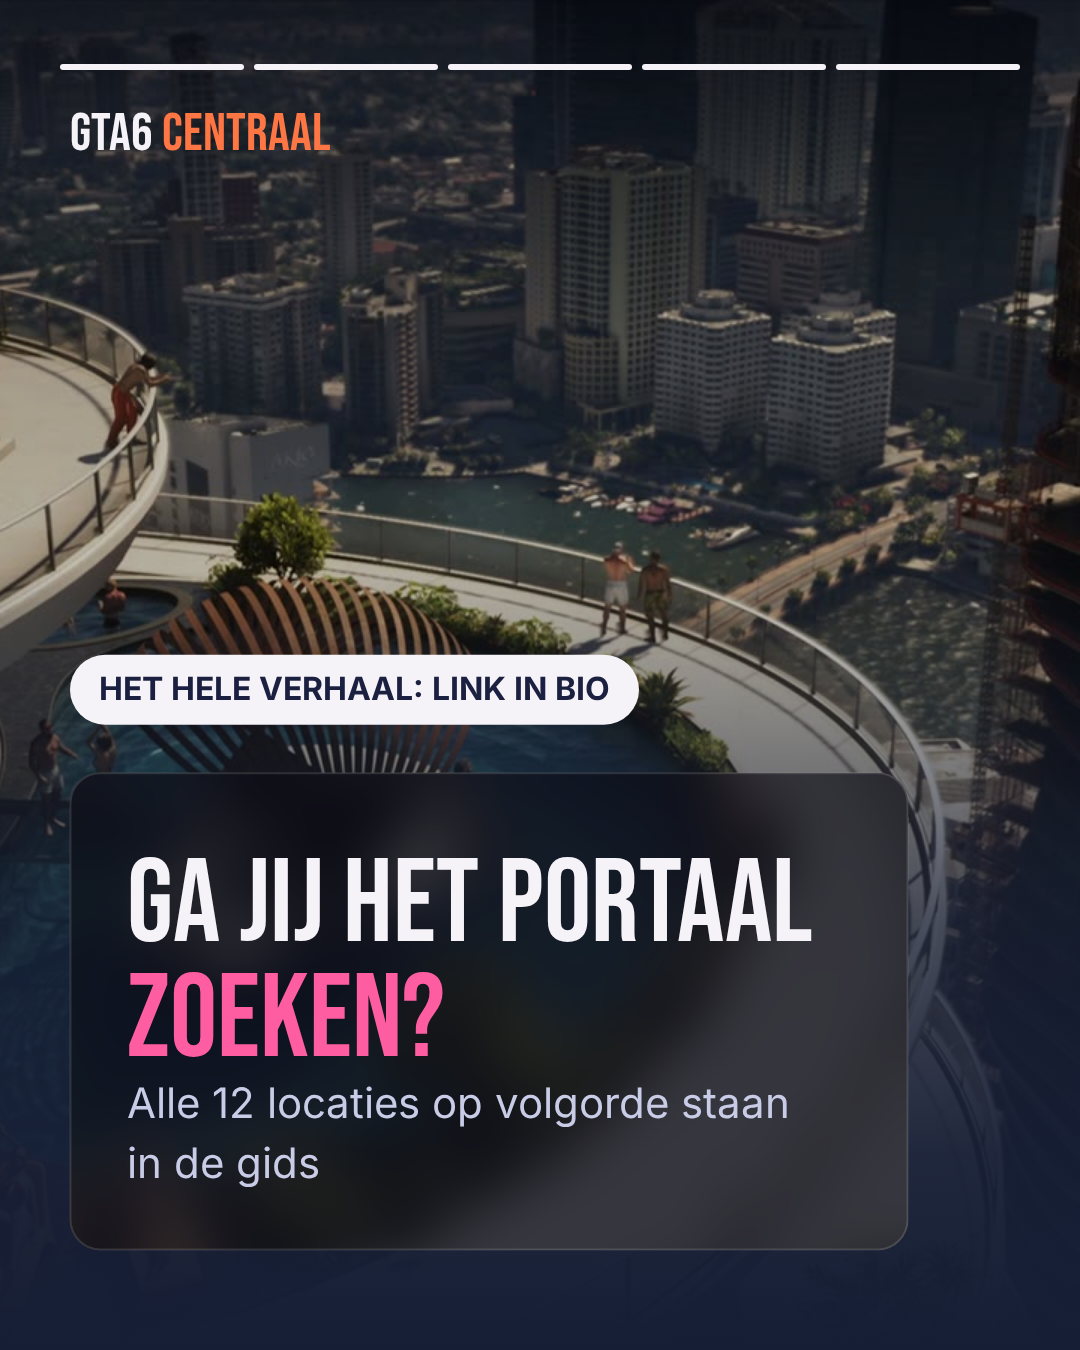 GTA6 CENTRAAL
HET HELE VERHAAL: LINK IN BIO
GA JIJ HET PORTAAL
ZOEKEN?
Alle 12 locaties op volgorde staan
in de gids